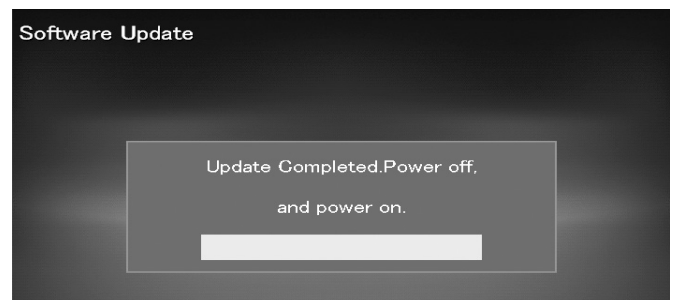 Software Update
Update Completed.Power off,
and power on.